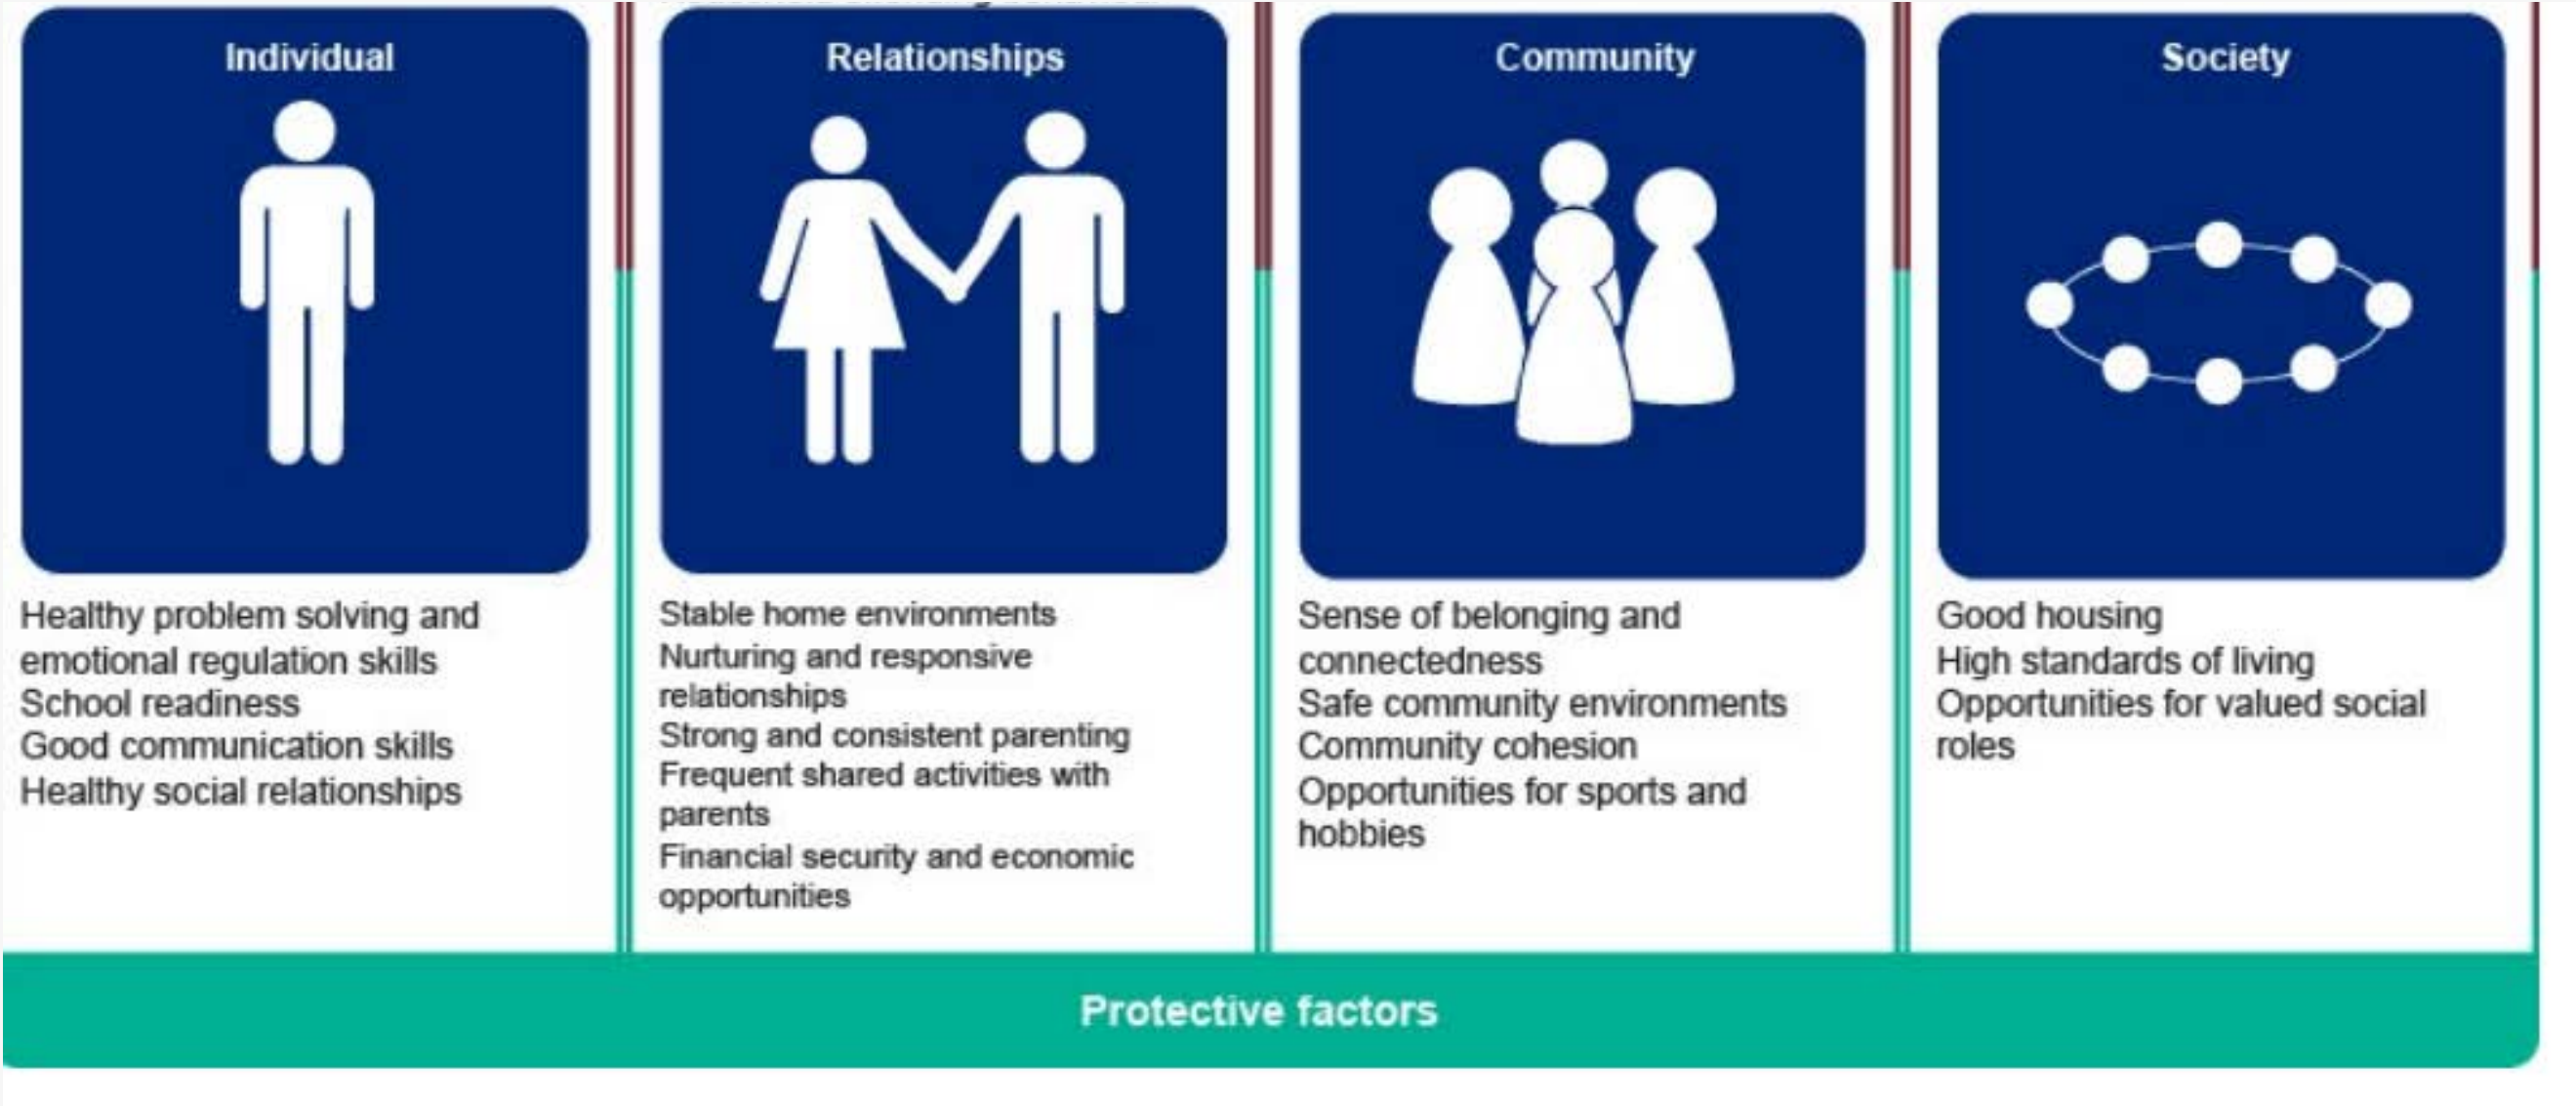 Individual
Healthy problem solving and
emotional regulation skills
School readiness
Good communication skills
Healthy social relationships
Relationships
Stable home environments
Nurturing and responsive
relationships
Strong and consistent parenting
Frequent shared activities with
parents
Financial security and economic
opportunities
Community
Sense of belonging and
connectedness
Safe community environments
Community cohesion
Opportunities for sports and
hobbies
Society
Good housing
High standards of living
Opportunities for valued social
roles
Protective factors